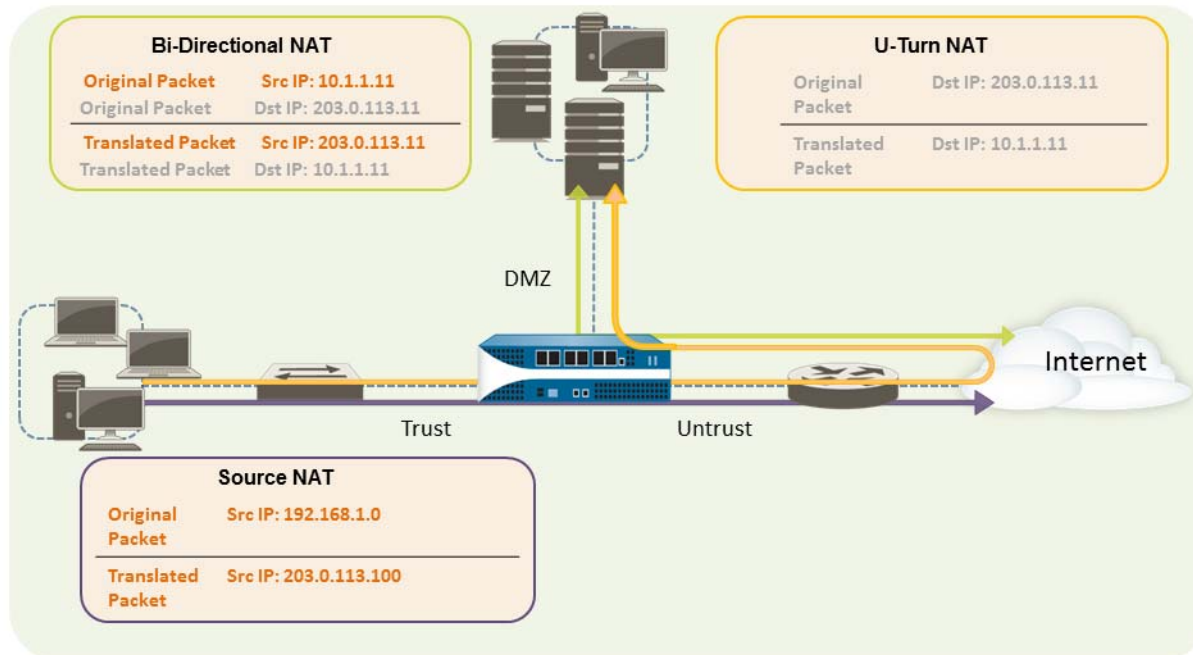 Bi-Directional NAT
Original Packet Src IP: 10.1.1.11
Original Packet Dst IP: 203.0.113.11
Translated Packet Src IP: 203.0.113.11
Translated Packet Dst IP: 10.1.1.11
U-Turn NAT
Original Dst IP: 203.0.113.11
Packet
Translated Dst IP: 10.1.1.11
Packet
DMZ
Internet
Trust
Untrust
Source NAT
Original Src IP: 192.168.1.0
Packet
Translated Src IP: 203.0.113.100
Packet